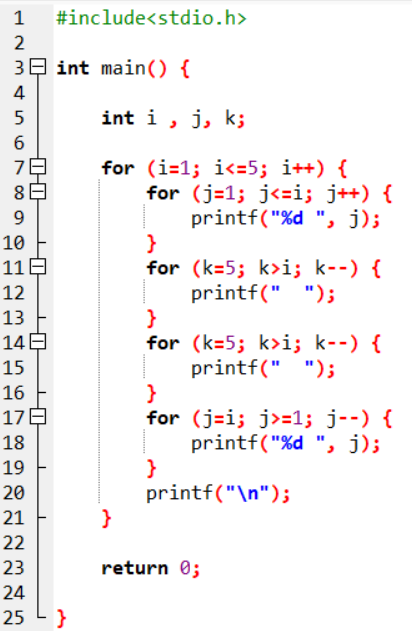 1 #include<stdio.h>
2
3 int main() {
4
5     int i , j, k;
6
7     for (i=1; i<=5; i++) {
8         for (j=1; j<=i; j++) {
9             printf("%d ", j);
10         }
11         for (k=5; k>i; k--) {
12             printf("  ");
13         }
14         for (k=5; k>i; k--) {
15             printf("  ");
16         }
17         for (j=i; j>=1; j--) {
18             printf("%d ", j);
19         }
20         printf("\n");
21     }
22
23     return 0;
24
25 }